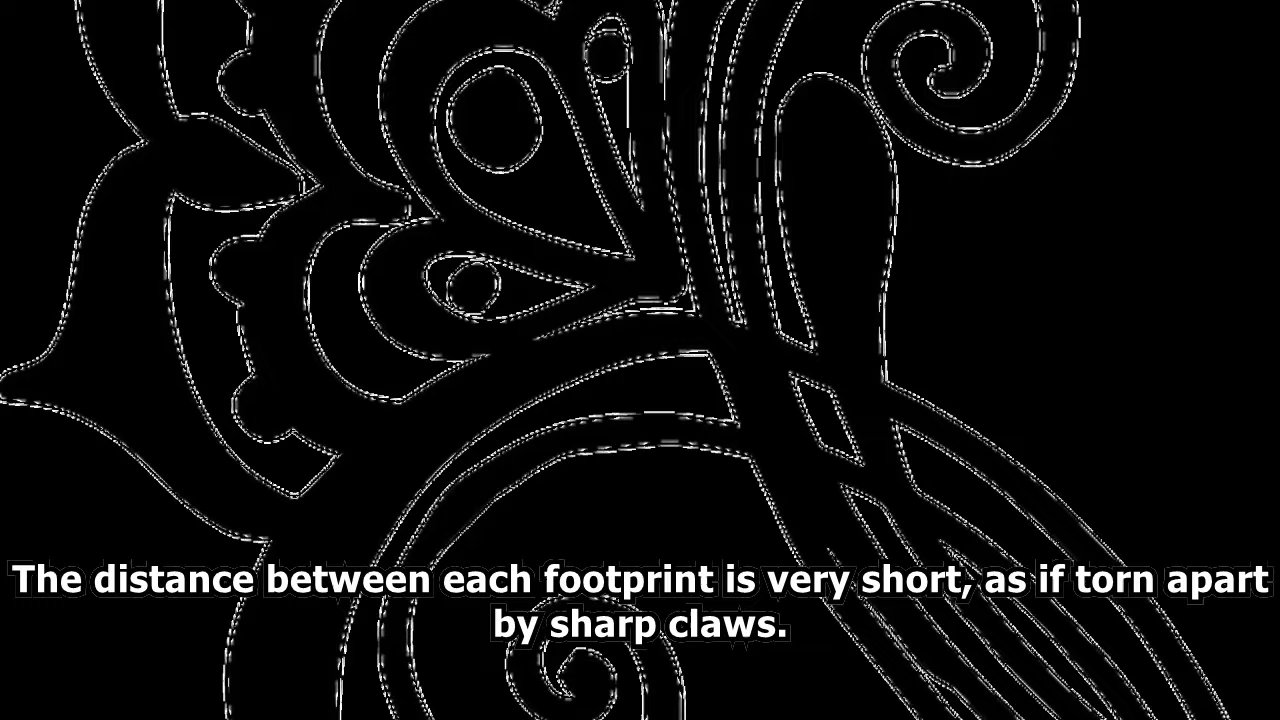 The distance between each footprint is very short, as if torn apart
by sharp claws.